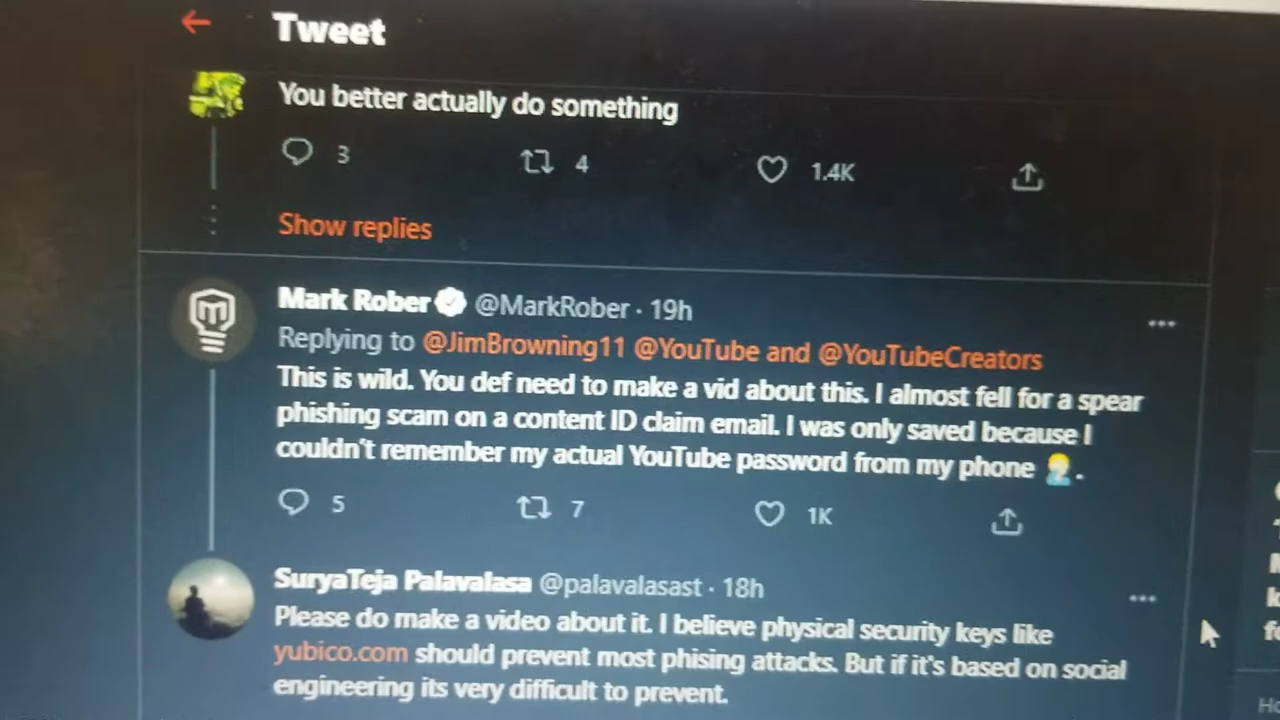 Tweet
You better actually do something
3 4 1.4K
Show replies
Mark Rober @MarkRober · 19h
Replying to @JimBrowning11 @YouTube and @YouTubeCreators
This is wild. You def need to make a vid about this. I almost fell for a spear
phishing scam on a content ID claim email. I was only saved because I
couldn't remember my actual YouTube password from my phone 🤦.
5 7 1K
SuryaTeja Palavalasa @palavalasast · 18h
Please do make a video about it. I believe physical security keys like
yubico.com should prevent most phising attacks. But if it's based on social
engineering its very difficult to prevent.